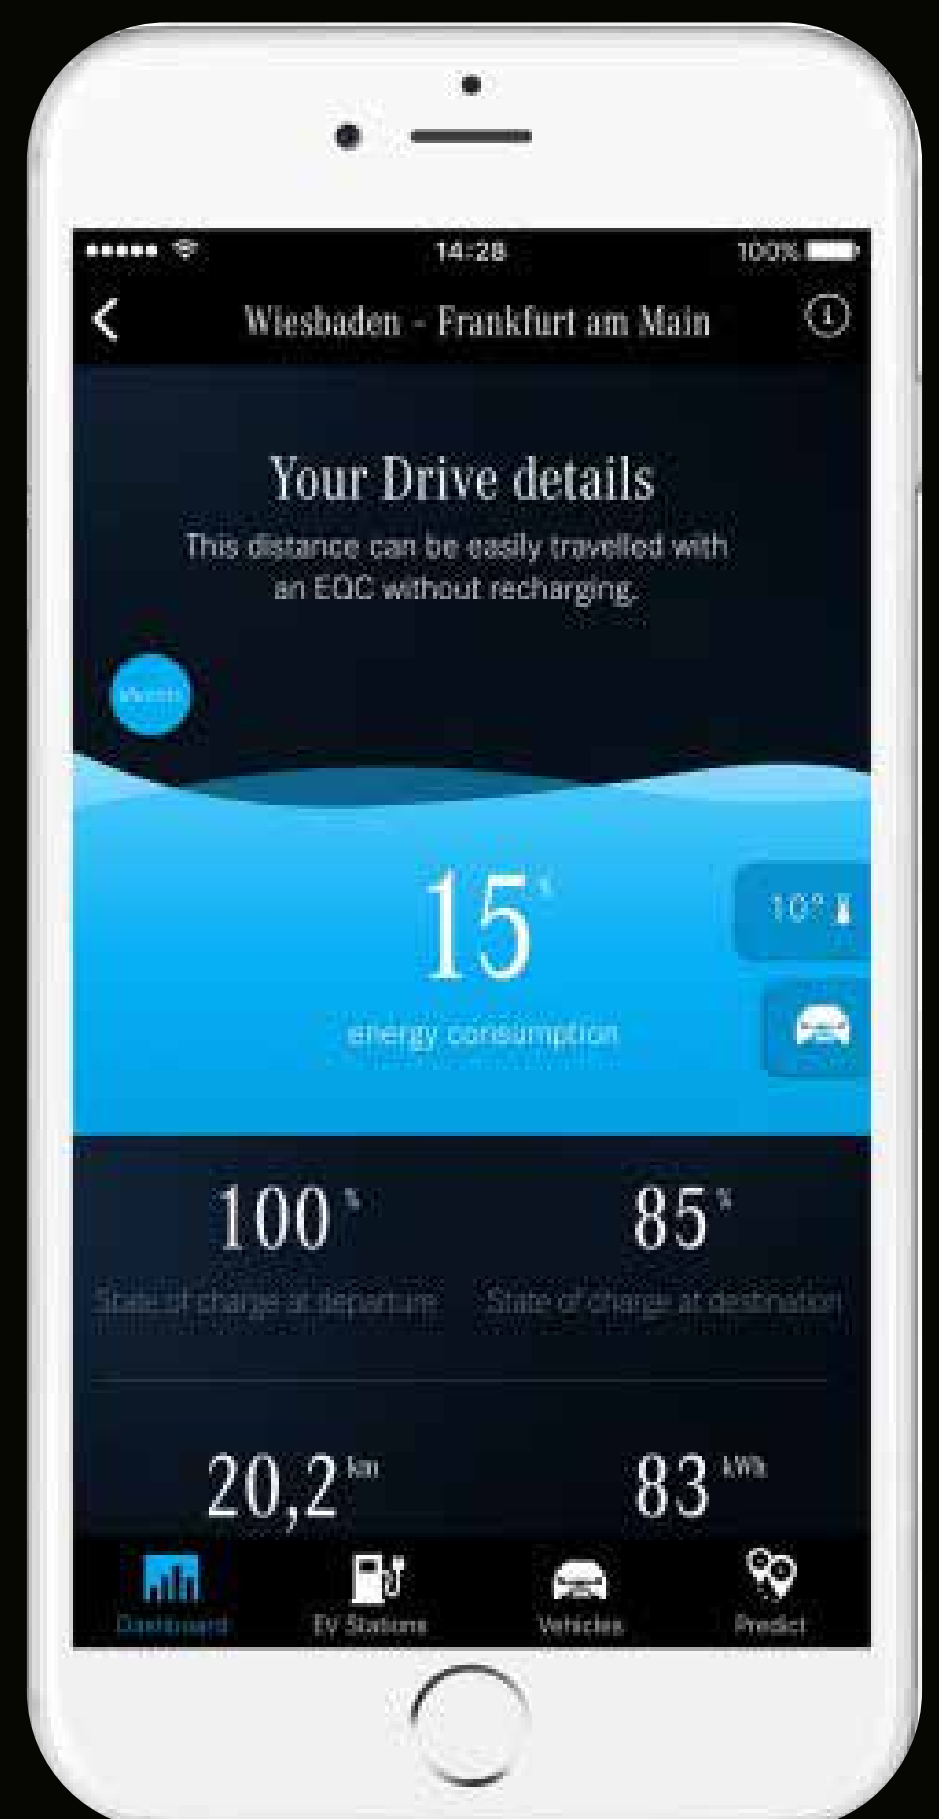 14:28
100%
Wiesbaden - Frankfurt am Main
i
Your Drive details
This distance can be easily travelled with
an EQC without recharging.
15 %
10°
energy consumption
100 %
85 %
State of charge at departure
State of charge at destination
20,2 km
83 kWh
Dashboard
EV Stations
Vehicles
Predict